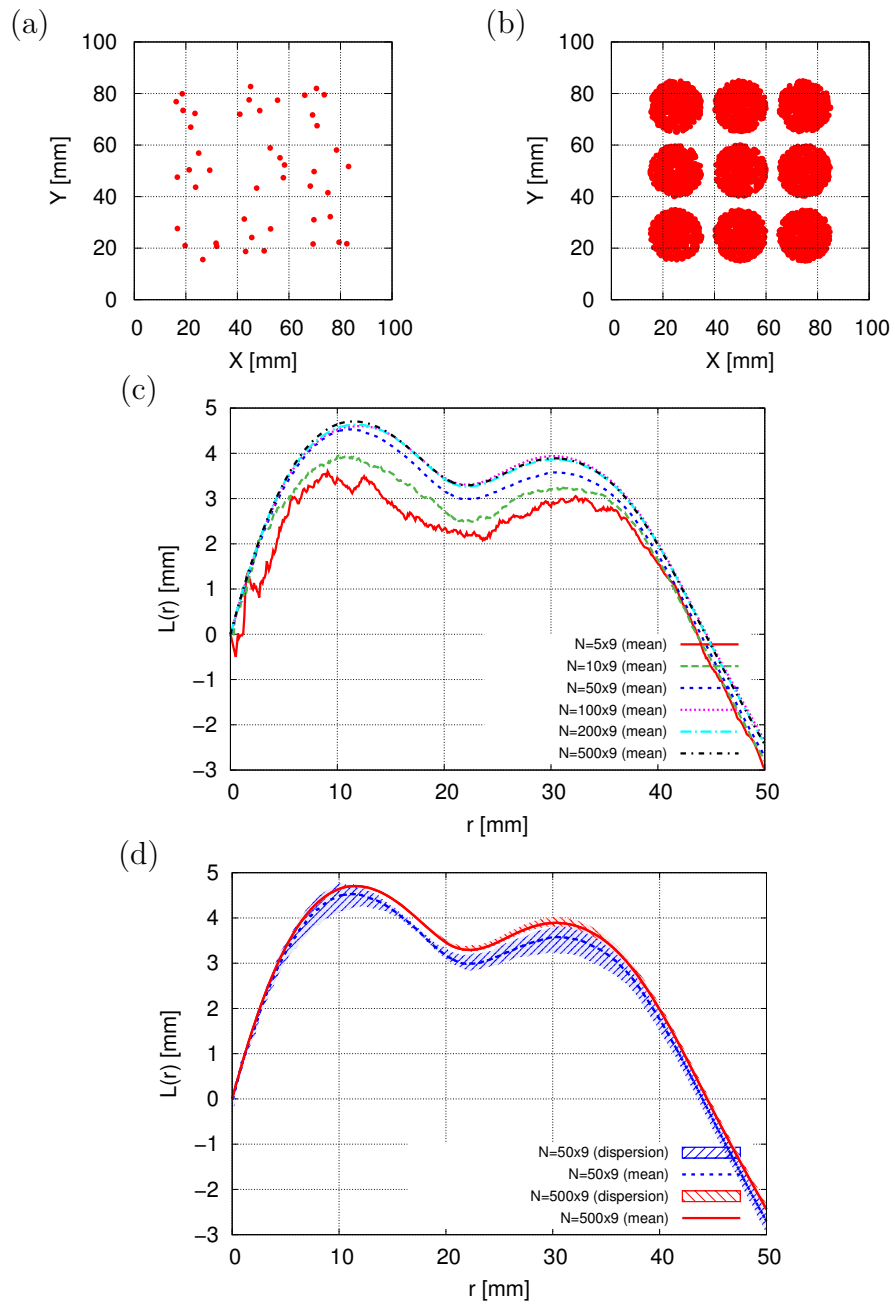 (a)
(b)
100
80
60
40
20
0
Y [mm]
0 20 40 60 80 100
X [mm]
100
80
60
40
20
0
Y [mm]
0 20 40 60 80 100
X [mm]
(c)
5
4
3
2
1
0
−1
−2
−3
L(r) [mm]
N=5x9 (mean)
N=10x9 (mean)
N=50x9 (mean)
N=100x9 (mean)
N=200x9 (mean)
N=500x9 (mean)
0 10 20 30 40 50
r [mm]
(d)
5
4
3
2
1
0
−1
−2
−3
L(r) [mm]
N=50x9 (dispersion)
N=50x9 (mean)
N=500x9 (dispersion)
N=500x9 (mean)
0 10 20 30 40 50
r [mm]